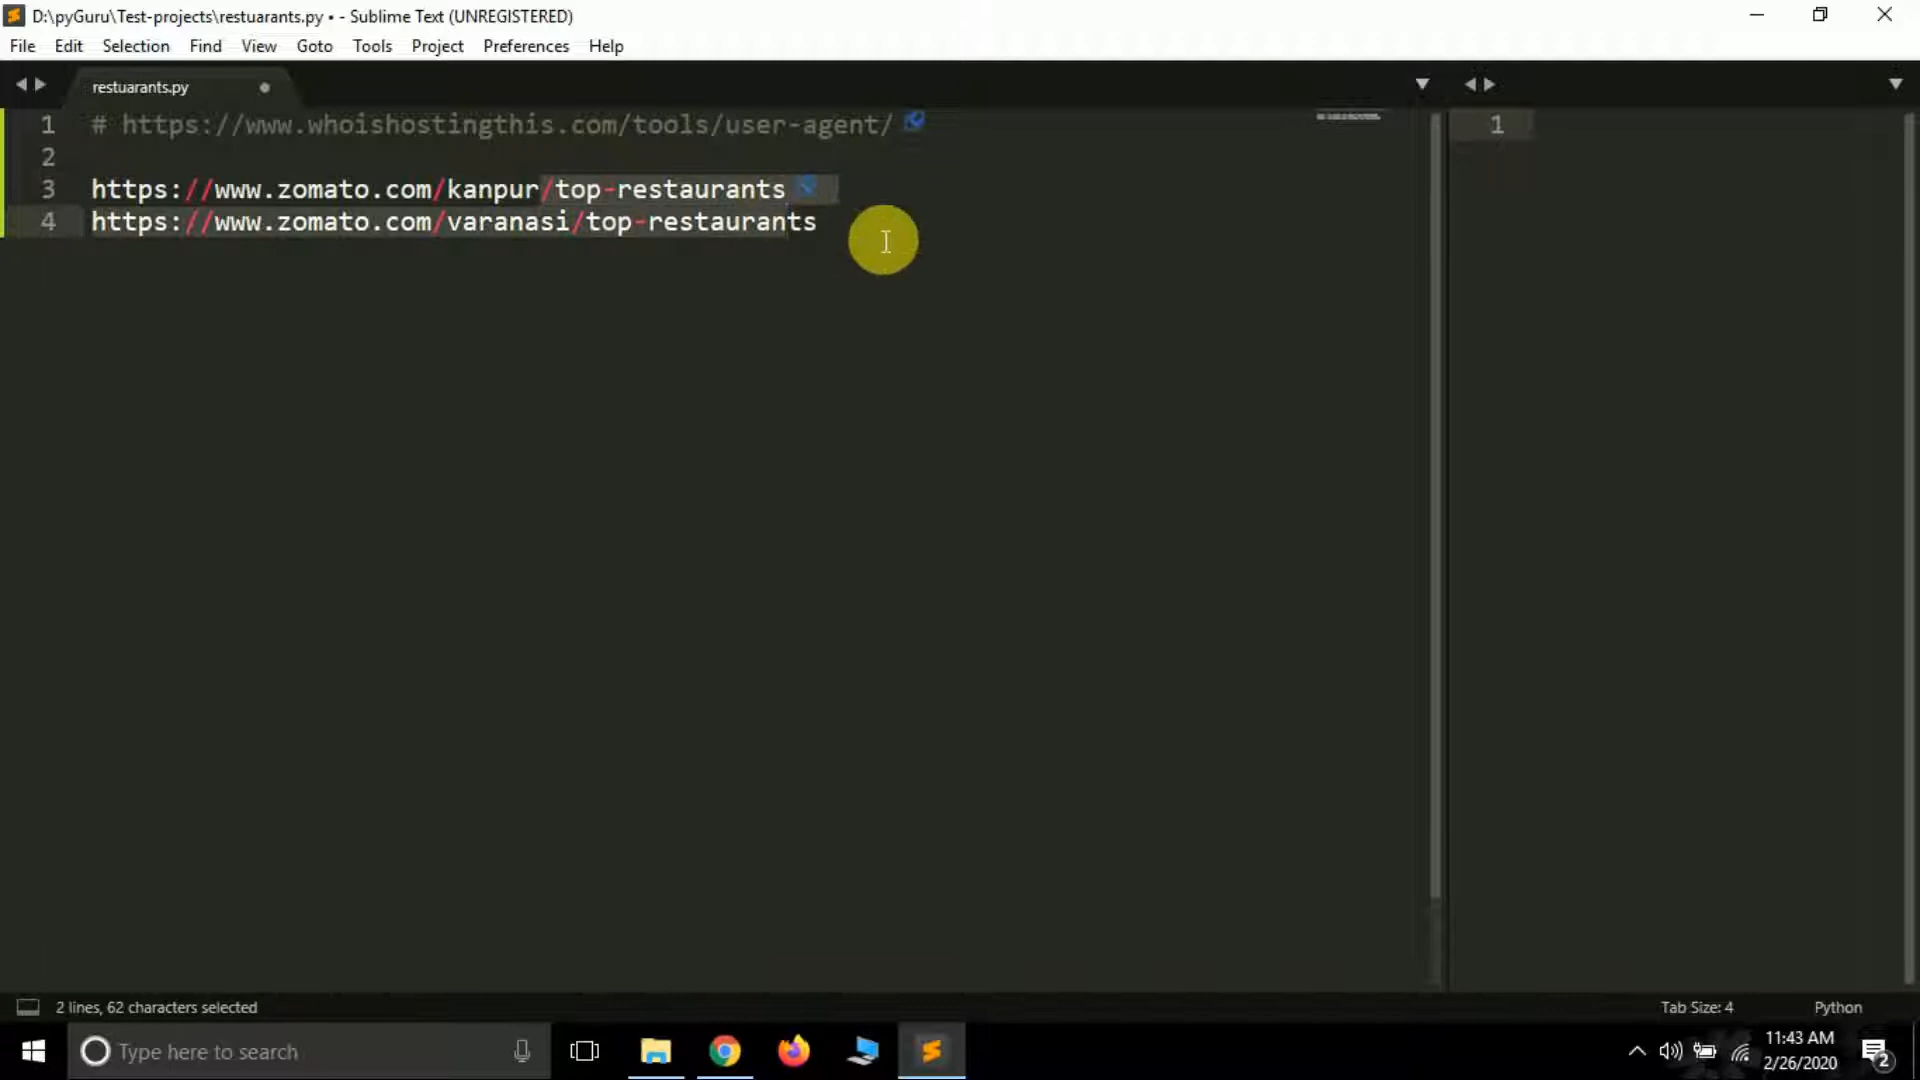 D:\pyGuru\Test-projects\restuarants.py • - Sublime Text (UNREGISTERED)
File Edit Selection Find View Goto Tools Project Preferences Help
restuarants.py
1 # https://www.whoishostingthis.com/tools/user-agent/
2
3 https://www.zomato.com/kanpur/top-restaurants
4 https://www.zomato.com/varanasi/top-restaurants
1
2 lines, 62 characters selected
Tab Size: 4 Python
Type here to search
11:43 AM
2/26/2020
2